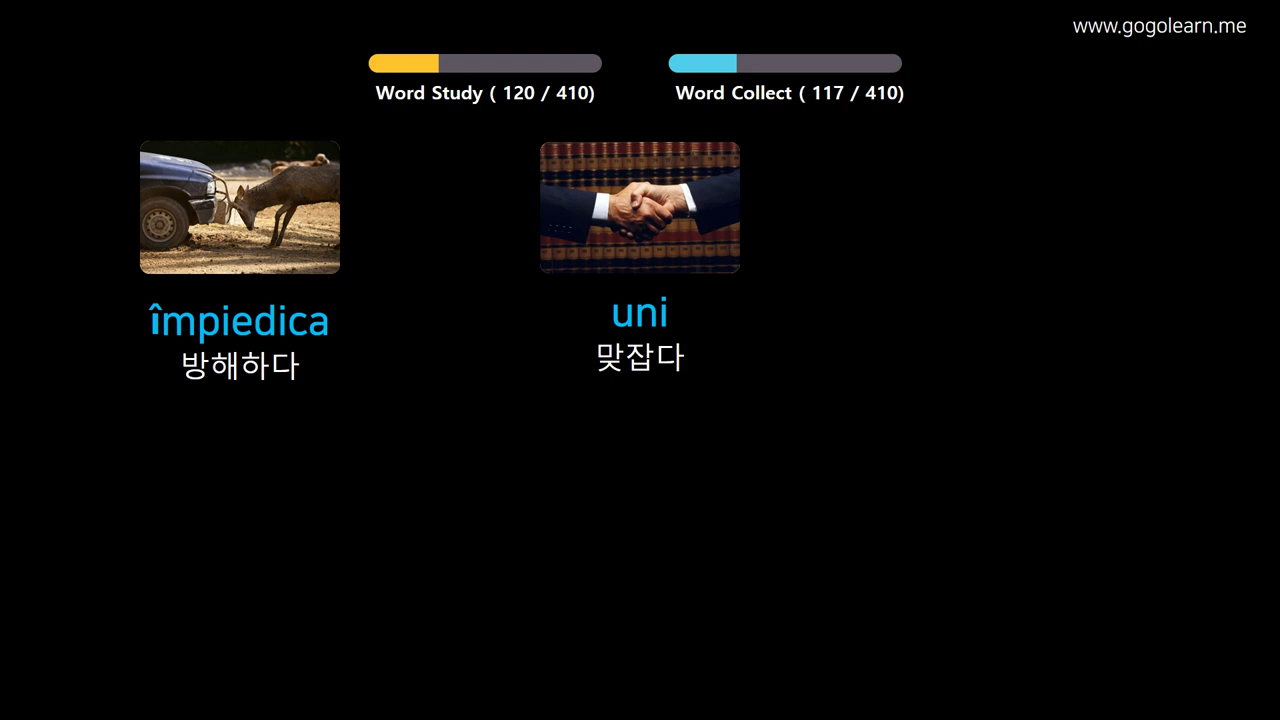 www.gogolearn.me
Word Study ( 120 / 410)
Word Collect ( 117 / 410)
împiedica
방해하다
uni
맞잡다